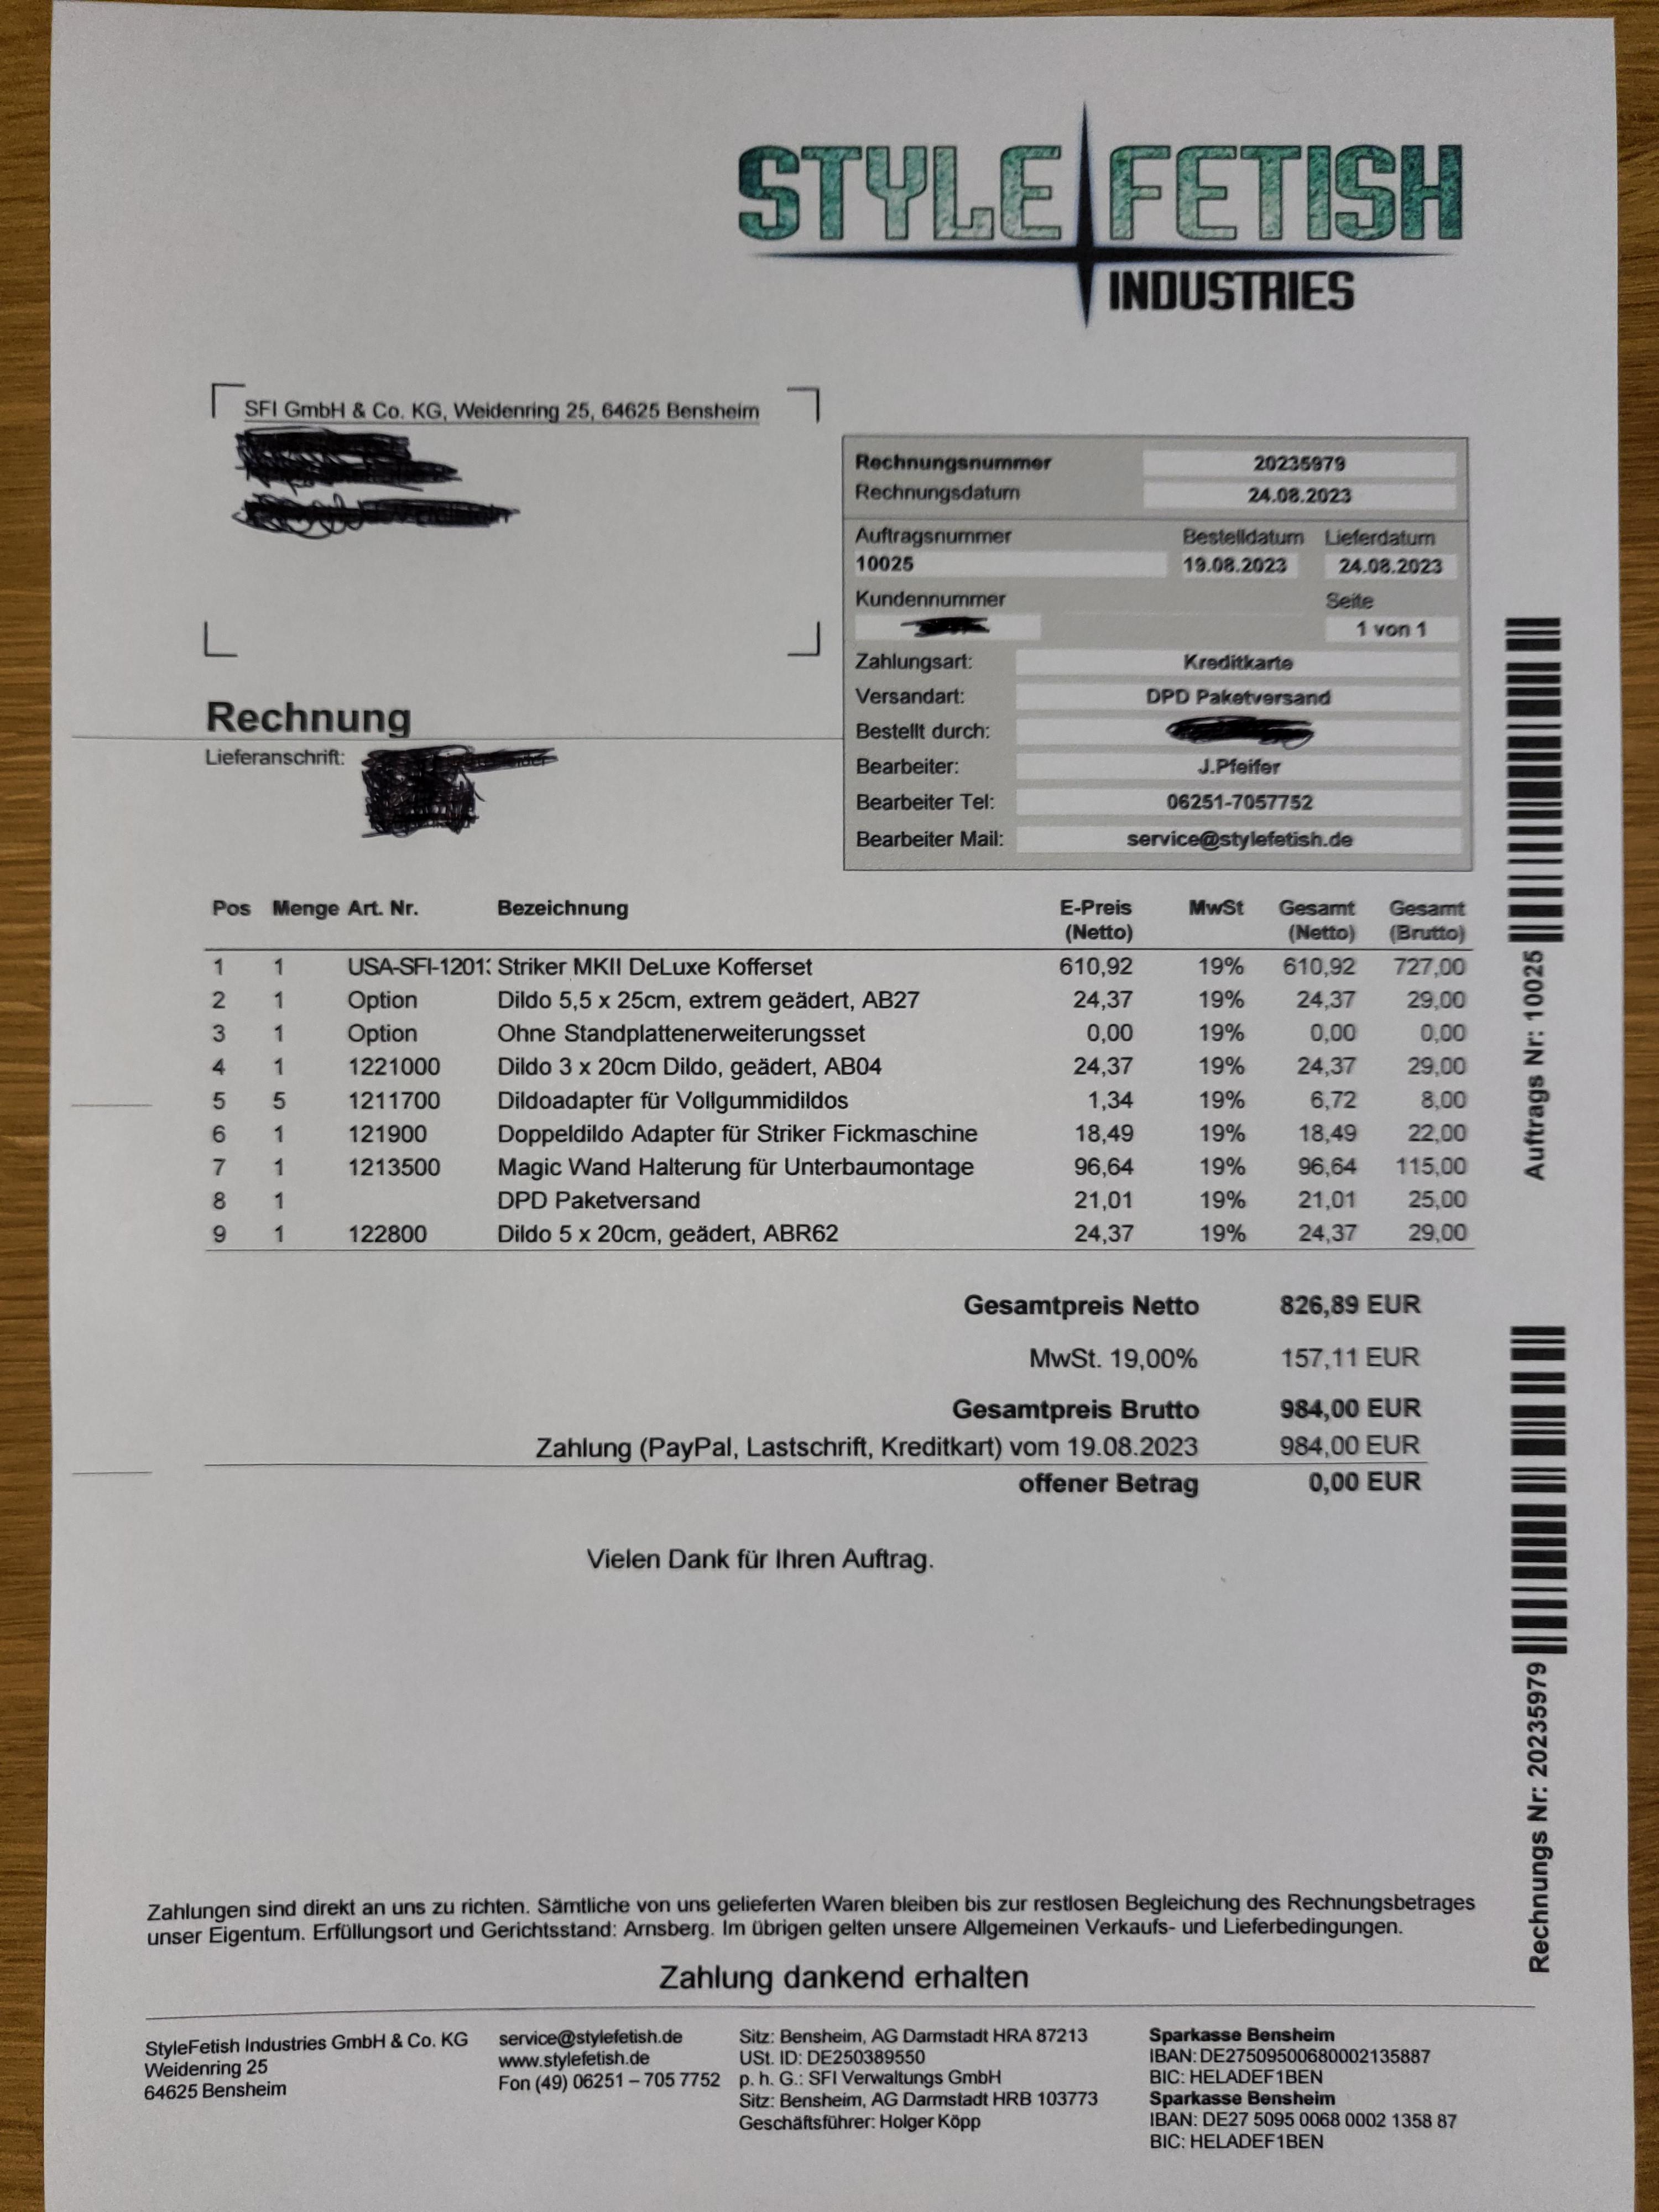 STYLE FETISH
INDUSTRIES
SFI GmbH & Co. KG, Weidenring 25, 64625 Bensheim
Rechnungsnummer 20235979
Rechnungsdatum 24.08.2023
Auftragsnummer Bestelldatum Lieferdatum
10025 19.08.2023 24.08.2023
Kundennummer Seite
1 von 1
Zahlungsart: Kreditkarte
Versandart: DPD Paketversand
Bestellt durch:
Bearbeiter: J.Pfeifer
Bearbeiter Tel: 06251-7057752
Bearbeiter Mail: service@stylefetish.de
Rechnung
Lieferanschrift:
Pos Menge Art. Nr. Bezeichnung E-Preis MwSt Gesamt Gesamt
(Netto) (Netto) (Brutto)
1 1 USA-SFI-1201: Striker MKII DeLuxe Kofferset 610,92 19% 610,92 727,00
2 1 Option Dildo 5,5 x 25cm, extrem geädert, AB27 24,37 19% 24,37 29,00
3 1 Option Ohne Standplattenerweiterungsset 0,00 19% 0,00 0,00
4 1 1221000 Dildo 3 x 20cm Dildo, geädert, AB04 24,37 19% 24,37 29,00
5 5 1211700 Dildoadapter für Vollgummidildos 1,34 19% 6,72 8,00
6 1 121900 Doppeldildo Adapter für Striker Fickmaschine 18,49 19% 18,49 22,00
7 1 1213500 Magic Wand Halterung für Unterbaumontage 96,64 19% 96,64 115,00
8 1 DPD Paketversand 21,01 19% 21,01 25,00
9 1 122800 Dildo 5 x 20cm, geädert, ABR62 24,37 19% 24,37 29,00
Gesamtpreis Netto 826,89 EUR
MwSt. 19,00% 157,11 EUR
Gesamtpreis Brutto 984,00 EUR
Zahlung (PayPal, Lastschrift, Kreditkart) vom 19.08.2023 984,00 EUR
offener Betrag 0,00 EUR
Vielen Dank für Ihren Auftrag.
Auftrags Nr: 10025
Rechnungs Nr: 20235979
Zahlungen sind direkt an uns zu richten. Sämtliche von uns gelieferten Waren bleiben bis zur restlosen Begleichung des Rechnungsbetrages
unser Eigentum. Erfüllungsort und Gerichtsstand: Arnsberg. Im übrigen gelten unsere Allgemeinen Verkaufs- und Lieferbedingungen.
Zahlung dankend erhalten
StyleFetish Industries GmbH & Co. KG
Weidenring 25
64625 Bensheim
service@stylefetish.de
www.stylefetish.de
Fon (49) 06251 – 705 7752
Sitz: Bensheim, AG Darmstadt HRA 87213
USt. ID: DE250389550
p. h. G.: SFI Verwaltungs GmbH
Sitz: Bensheim, AG Darmstadt HRB 103773
Geschäftsführer: Holger Köpp
Sparkasse Bensheim
IBAN: DE27509500680002135887
BIC: HELADEF1BEN
Sparkasse Bensheim
IBAN: DE27 5095 0068 0002 1358 87
BIC: HELADEF1BEN